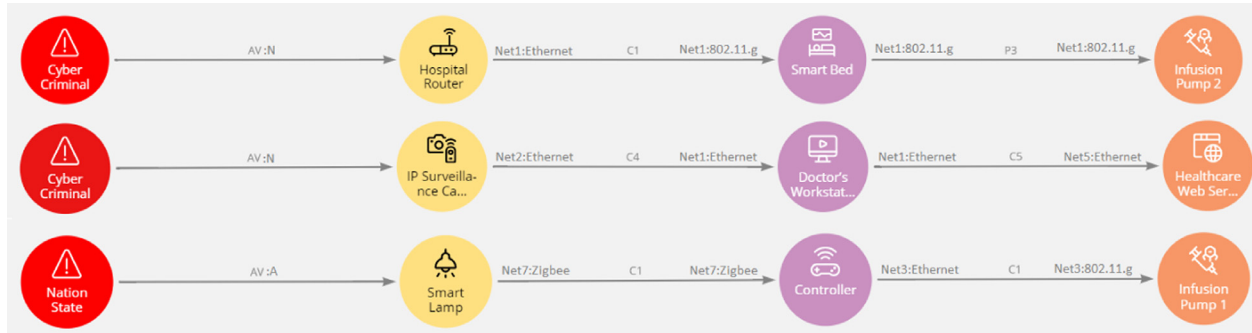 Cyber
Criminal
AV:N
Hospital
Router
Net1:Ethernet
C1
Net1:802.11.g
Smart Bed
Net1:802.11.g
P3
Net1:802.11.g
Infusion
Pump 2
Cyber
Criminal
AV:N
IP Surveilla-
nce Ca...
Net2:Ethernet
C4
Net1:Ethernet
Doctor's
Workstat...
Net1:Ethernet
C5
Net5:Ethernet
Healthcare
Web Ser...
Nation
State
AV:A
Smart
Lamp
Net7:Zigbee
C1
Net7:Zigbee
Controller
Net3:Ethernet
C1
Net3:802.11.g
Infusion
Pump 1